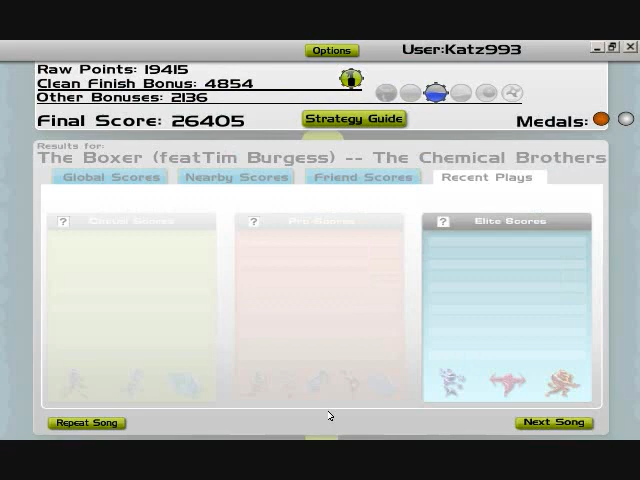 Options
User:Katz993
Raw Points: 19415
Clean Finish Bonus: 4854
Other Bonuses: 2136
Final Score: 26405
Strategy Guide
Medals:
Results for:
The Boxer (featTim Burgess) -- The Chemical Brothers
Global Scores
Nearby Scores
Friend Scores
Recent Plays
? Casual Scores
? Pro Scores
? Elite Scores
Repeat Song
Next Song